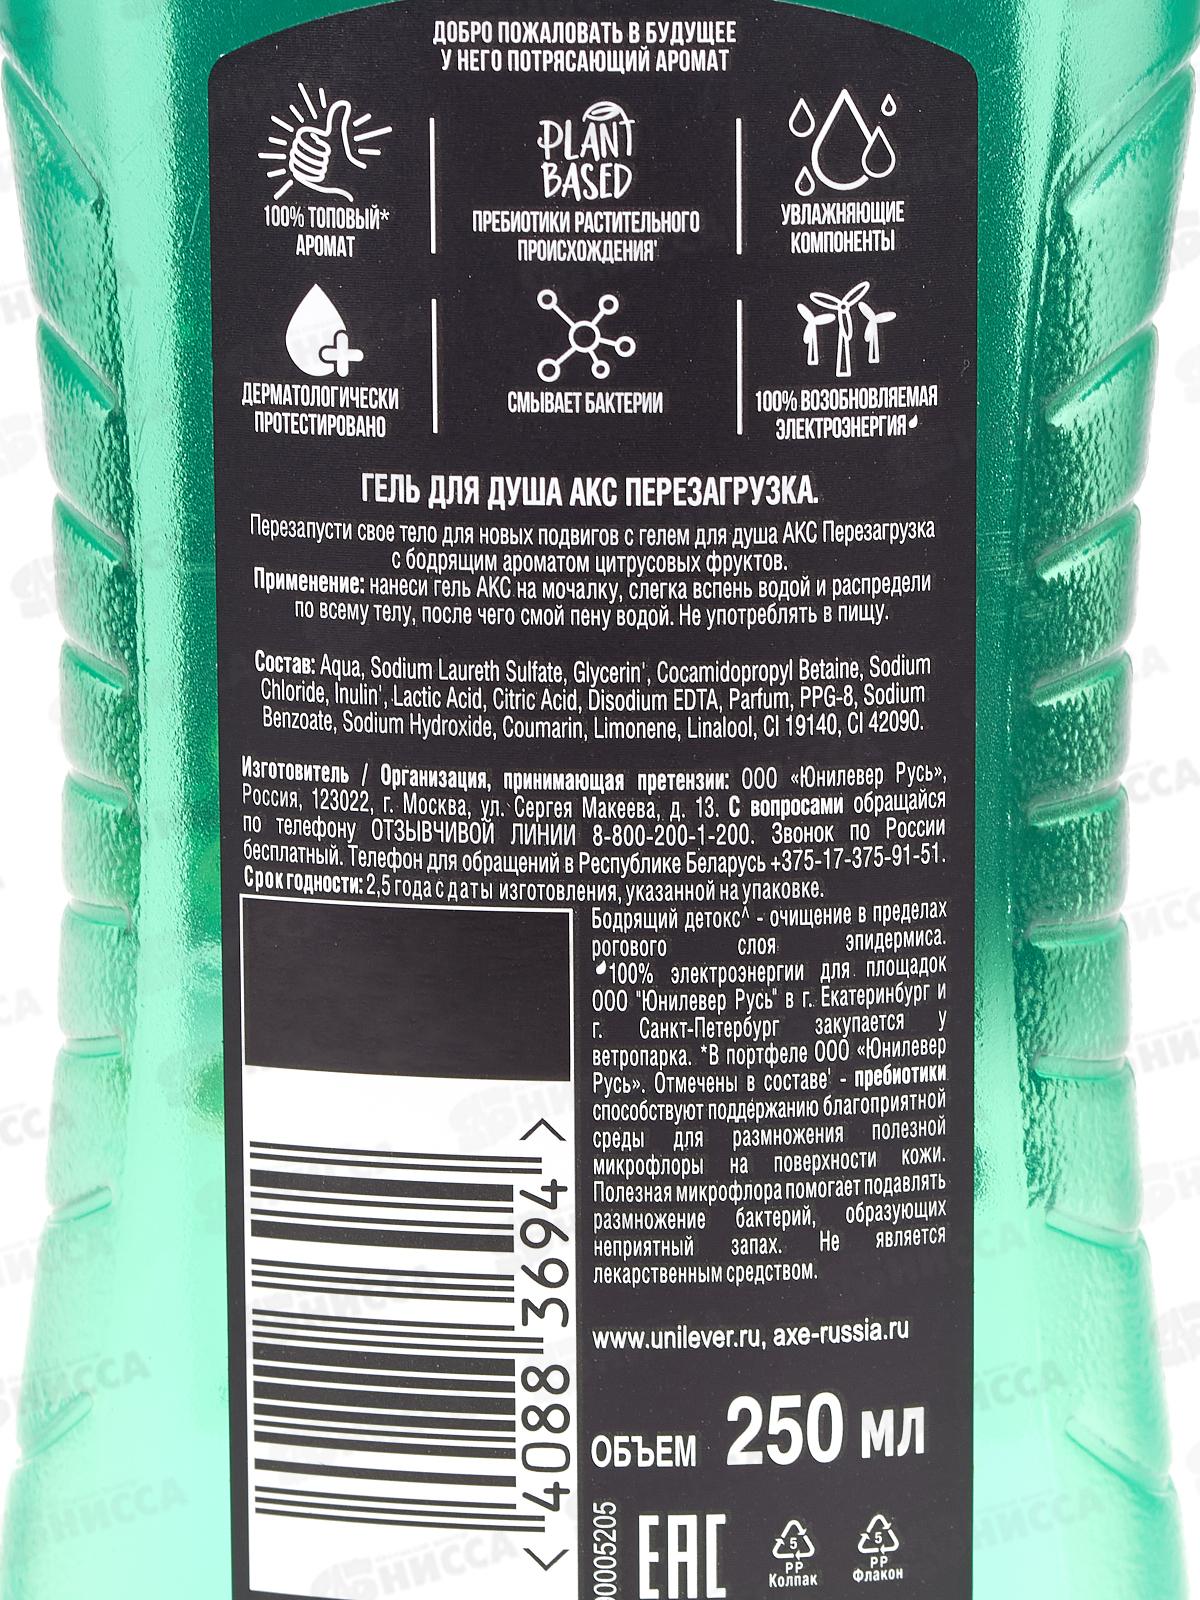 ДОБРО ПОЖАЛОВАТЬ В БУДУЩЕЕ
У НЕГО ПОТРЯСАЮЩИЙ АРОМАТ
100% ТОПОВЫЙ*
АРОМАТ
PLANT
BASED
ПРЕБИОТИКИ РАСТИТЕЛЬНОГО
ПРОИСХОЖДЕНИЯ'
УВЛАЖНЯЮЩИЕ
КОМПОНЕНТЫ
ДЕРМАТОЛОГИЧЕСКИ
ПРОТЕСТИРОВАНО
СМЫВАЕТ БАКТЕРИИ
100% ВОЗОБНОВЛЯЕМАЯ
ЭЛЕКТРОЭНЕРГИЯ
ГЕЛЬ ДЛЯ ДУША АКС ПЕРЕЗАГРУЗКА.
Перезапусти свое тело для новых подвигов с гелем для душа АКС Перезагрузка
с бодрящим ароматом цитрусовых фруктов.
Применение: нанеси гель АКС на мочалку, слегка вспень водой и распредели
по всему телу, после чего смой пену водой. Не употреблять в пищу.
Состав: Aqua, Sodium Laureth Sulfate, Glycerin', Cocamidopropyl Betaine, Sodium
Chloride, Inulin', Lactic Acid, Citric Acid, Disodium EDTA, Parfum, PPG-8, Sodium
Benzoate, Sodium Hydroxide, Coumarin, Limonene, Linalool, CI 19140, CI 42090.
Изготовитель / Организация, принимающая претензии: ООО «Юнилевер Русь»,
Россия, 123022, г. Москва, ул. Сергея Макеева, д. 13. С вопросами обращайся
по телефону ОТЗЫВЧИВОЙ ЛИНИИ 8-800-200-1-200. Звонок по России
бесплатный. Телефон для обращений в Республике Беларусь +375-17-375-91-51.
Срок годности: 2,5 года с даты изготовления, указанной на упаковке.
Бодрящий детокс^ - очищение в пределах
рогового слоя эпидермиса.
100% электроэнергии для площадок
ООО "Юнилевер Русь" в г. Екатеринбург и
г. Санкт-Петербург закупается у
ветропарка. *В портфеле ООО «Юнилевер
Русь». Отмечены в составе' - пребиотики
способствуют поддержанию благоприятной
среды для размножения полезной
микрофлоры на поверхности кожи.
Полезная микрофлора помогает подавлять
размножение бактерий, образующих
неприятный запах. Не является
лекарственным средством.
www.unilever.ru, axe-russia.ru
ОБЪЕМ 250 мл
< 4088 3694 >
0005205
ЕАС
5
PP
Колпак
5
PP
Флакон